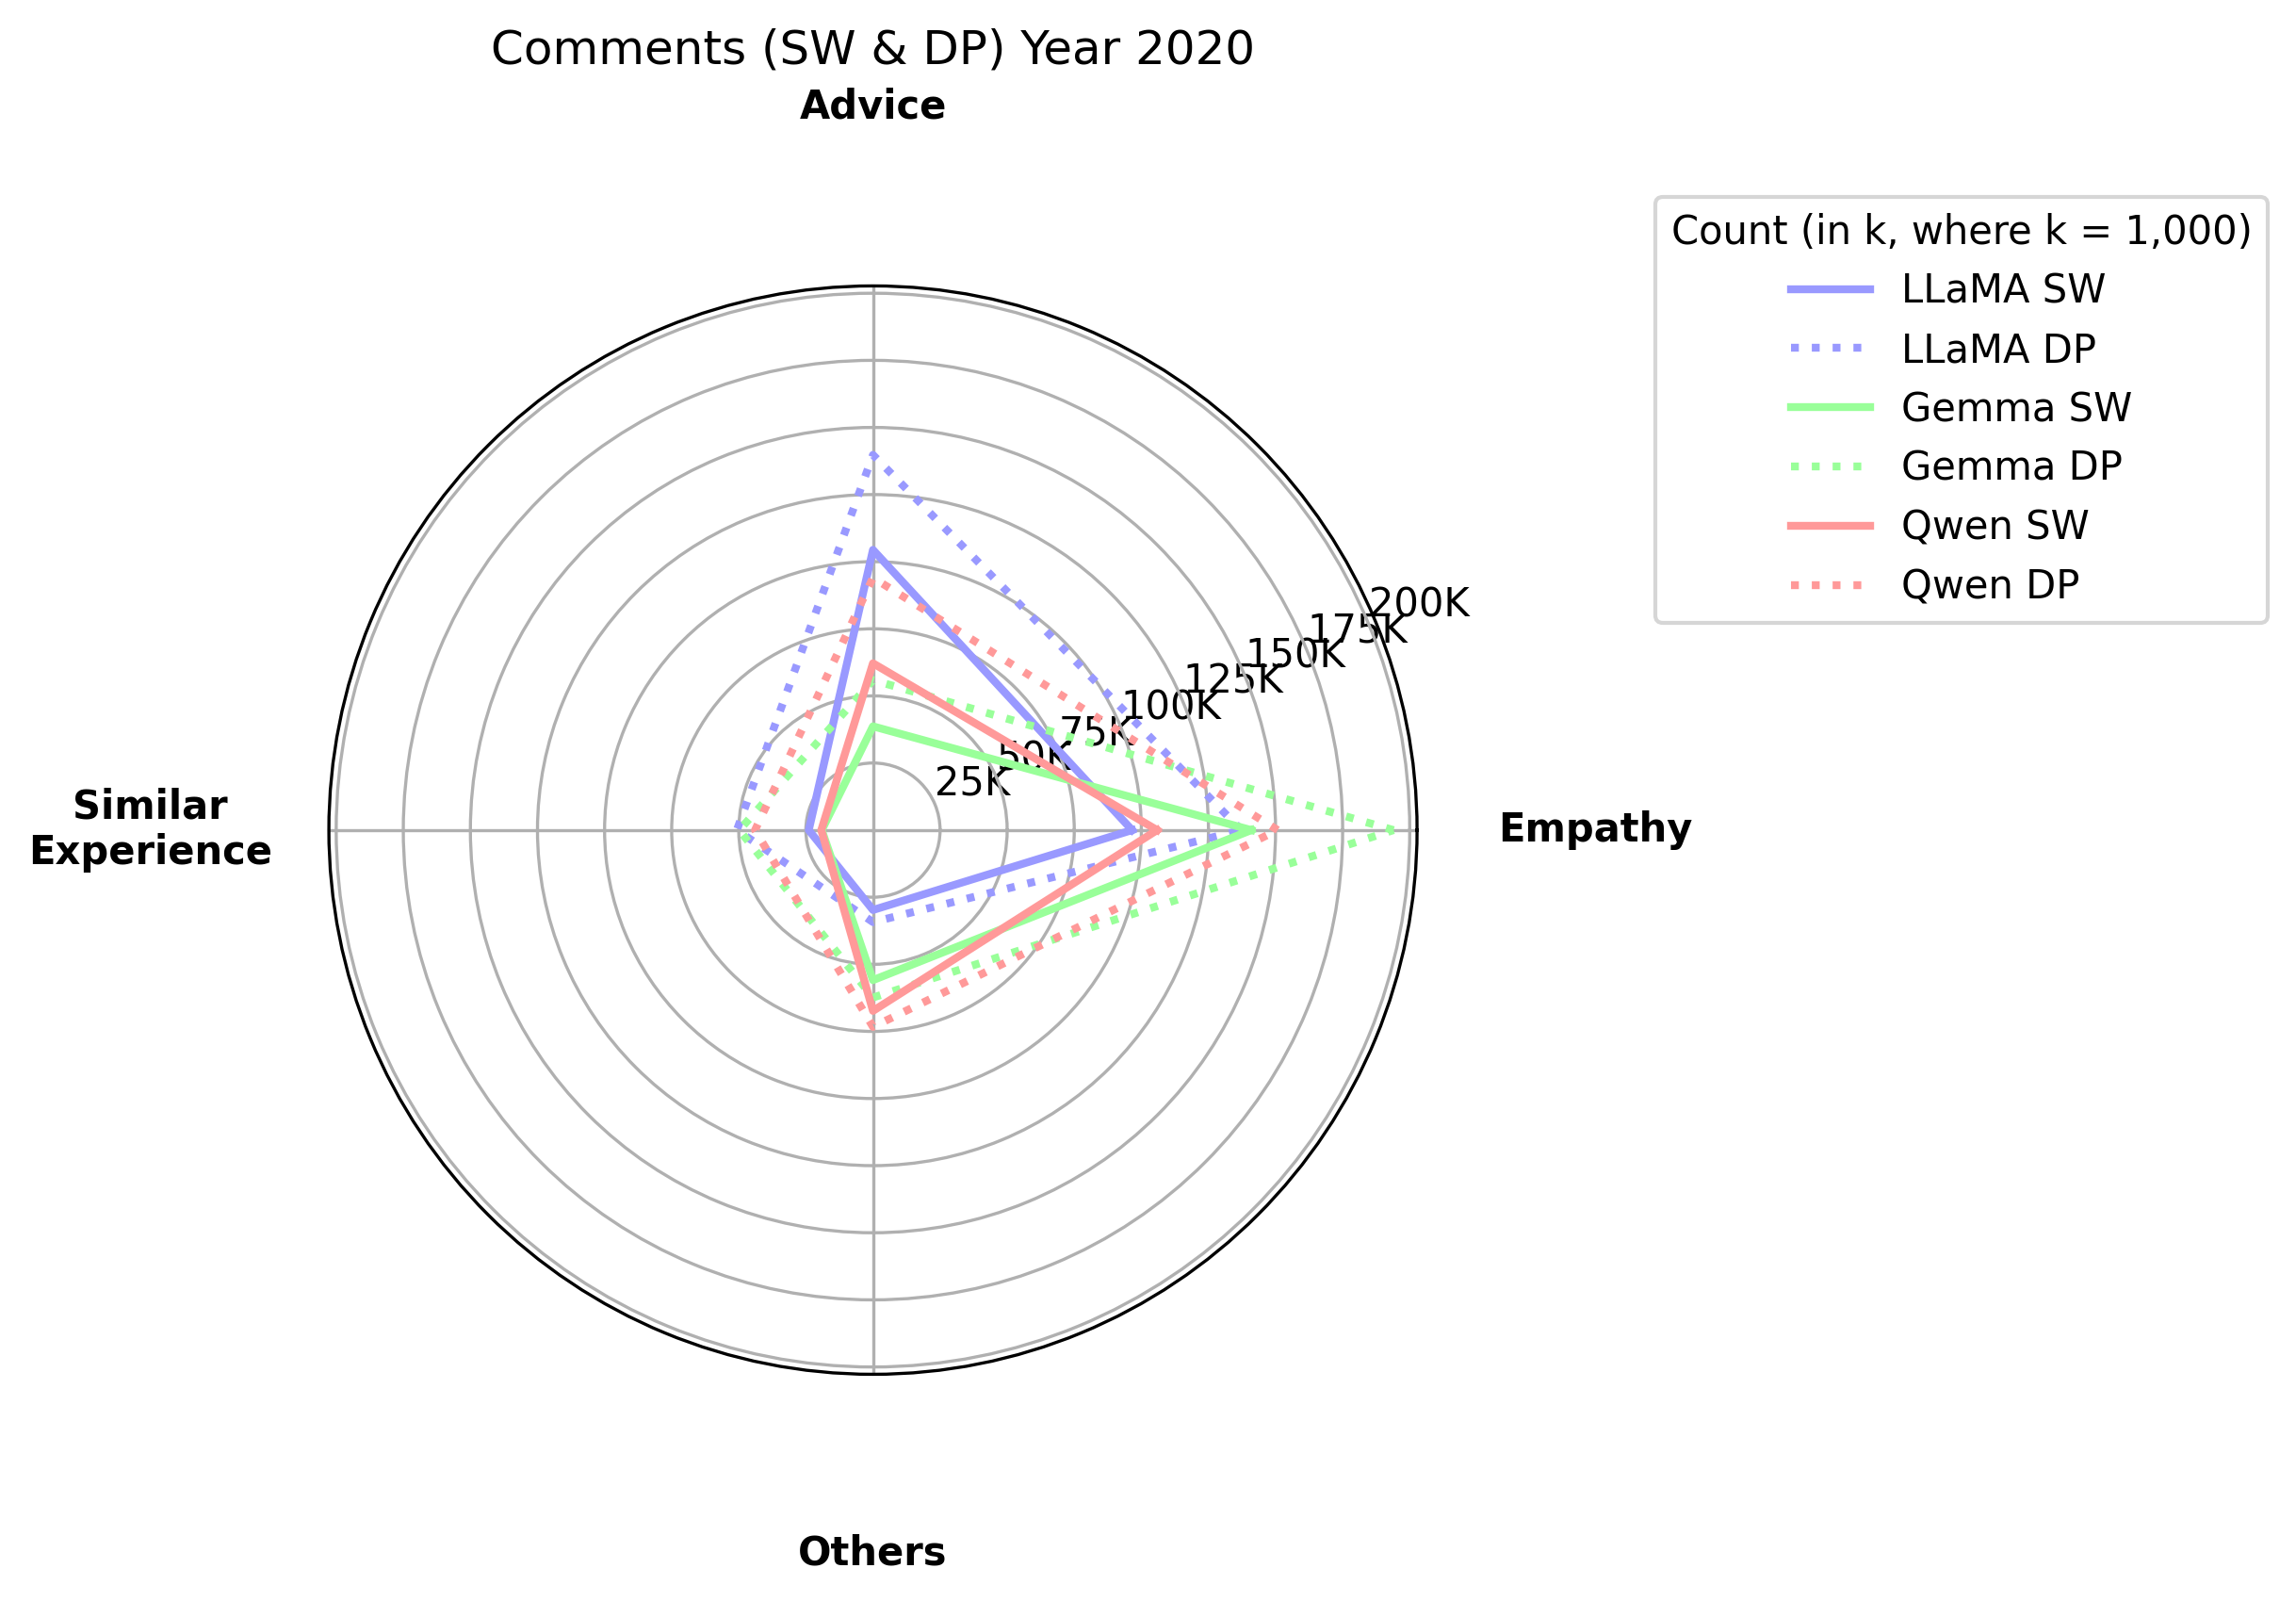 Comments (SW & DP) Year 2020
Advice
Count (in k, where k = 1,000)
LLaMA SW
LLaMA DP
Gemma SW
Gemma DP
Qwen SW
Qwen DP
200K
175K
150K
125K
100K
75K
50K
25K
Similar
Experience
Empathy
Others